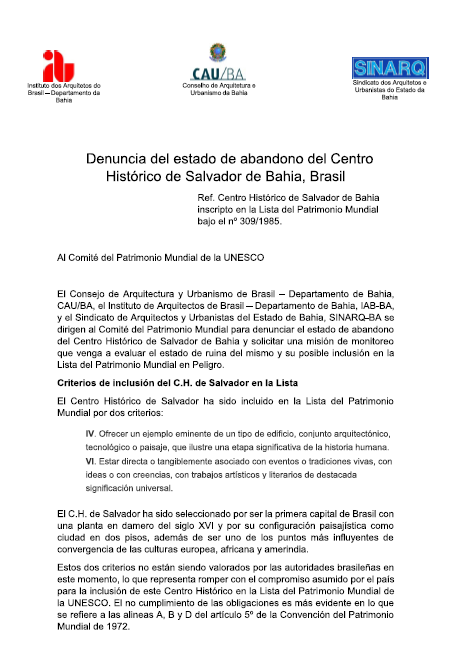 Instituto dos Arquitetos do
Brasil—Departamento da
Bahia
CAU/BA
Conselho de Arquitetura e
Urbanismo da Bahia
SINARQ
Sindicato dos Arquitetos e
Urbanistas do Estado da
Bahia
Denuncia del estado de abandono del Centro
Histórico de Salvador de Bahia, Brasil
Ref. Centro Histórico de Salvador de Bahia
inscripto en la Lista del Patrimonio Mundial
bajo el nº 309/1985.
Al Comité del Patrimonio Mundial de la UNESCO
El Consejo de Arquitectura y Urbanismo de Brasil — Departamento de Bahia,
CAU/BA, el Instituto de Arquitectos de Brasil — Departamento de Bahia, IAB-BA,
y el Sindicato de Arquitectos y Urbanistas del Estado de Bahia, SINARQ-BA se
dirigen al Comité del Patrimonio Mundial para denunciar el estado de abandono
del Centro Histórico de Salvador de Bahia y solicitar una misión de monitoreo
que venga a evaluar el estado de ruina del mismo y su posible inclusión en la
Lista del Patrimonio Mundial en Peligro.
Criterios de inclusión del C.H. de Salvador en la Lista
El Centro Histórico de Salvador ha sido incluido en la Lista del Patrimonio
Mundial por dos criterios:
IV. Ofrecer un ejemplo eminente de un tipo de edificio, conjunto arquitectónico,
tecnológico o paisaje, que ilustre una etapa significativa de la historia humana.
VI. Estar directa o tangiblemente asociado con eventos o tradiciones vivas, con
ideas o con creencias, con trabajos artísticos y literarios de destacada
significación universal.
El C.H. de Salvador ha sido seleccionado por ser la primera capital de Brasil con
una planta en damero del siglo XVI y por su configuración paisajística como
ciudad en dos pisos, además de ser uno de los puntos más influyentes de
convergencia de las culturas europea, africana y amerindia.
Estos dos criterios no están siendo valorados por las autoridades brasileñas en
este momento, lo que representa romper con el compromiso asumido por el país
para la inclusión de este Centro Histórico en la Lista del Patrimonio Mundial de
la UNESCO. El no cumplimiento de las obligaciones es más evidente en lo que
se refiere a las alineas A, B y D del artículo 5º de la Convención del Patrimonio
Mundial de 1972.